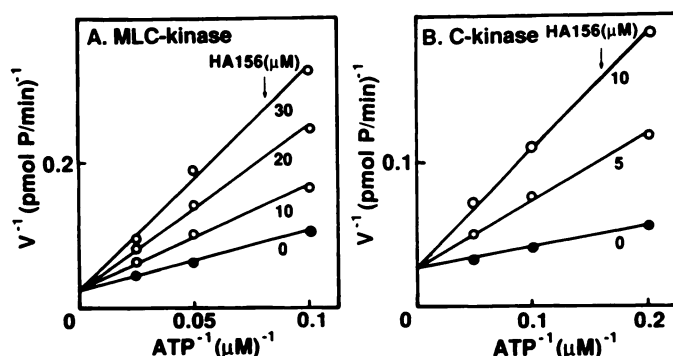 A. MLC-kinase
HA156(μM)
30
20
10
0
0.2
V⁻¹ (pmol P/min)⁻¹
0
0.05
0.1
ATP⁻¹ (μM)⁻¹
B. C-kinase
HA156(μM)
10
5
0
0.1
V⁻¹ (pmol P/min)⁻¹
0
0.1
0.2
ATP⁻¹ (μM)⁻¹